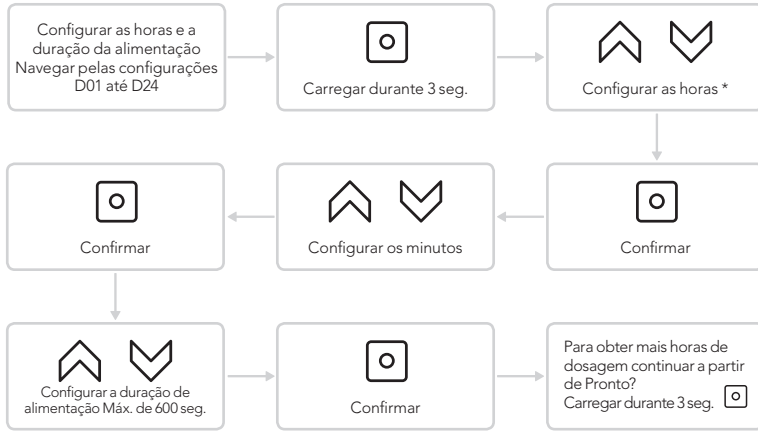 Configurar as horas e a
duração da alimentação
Navegar pelas configurações
D01 até D24
Carregar durante 3 seg.
Configurar as horas *
Confirmar
Configurar os minutos
Confirmar
Configurar a duração de
alimentação Máx. de 600 seg.
Confirmar
Para obter mais horas de
dosagem continuar a partir
de Pronto?
Carregar durante 3 seg.